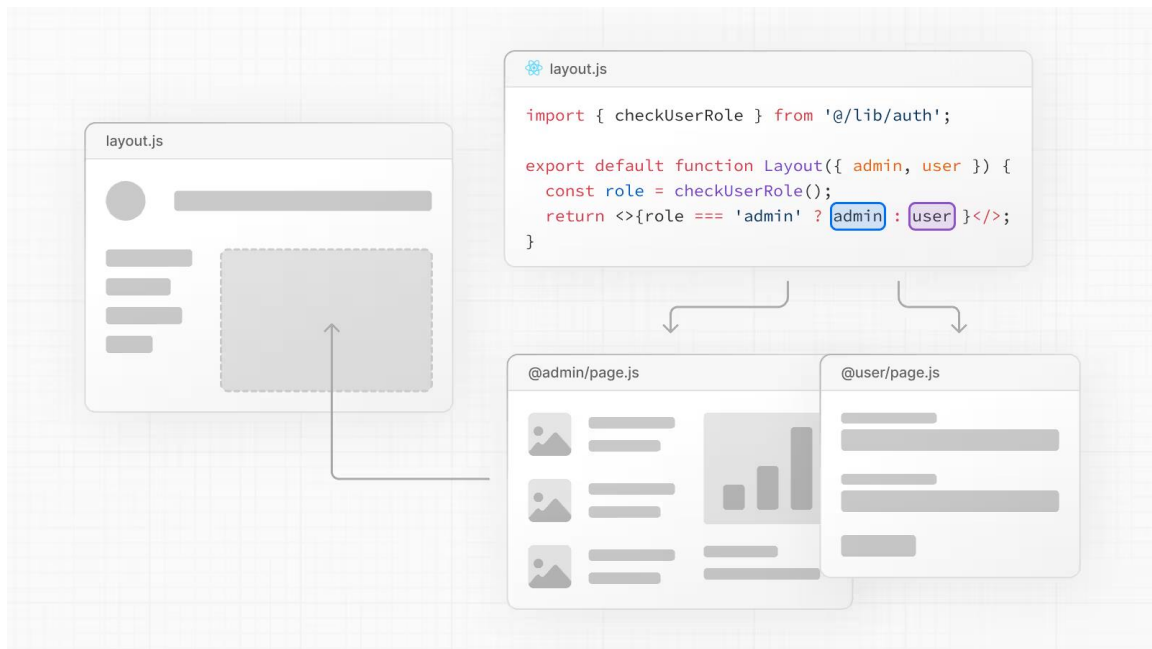 layout.js
layout.js
import { checkUserRole } from '@/lib/auth';
export default function Layout({ admin, user }) {
  const role = checkUserRole();
  return <>{role === 'admin' ? admin : user }</>;
}
@admin/page.js
@user/page.js